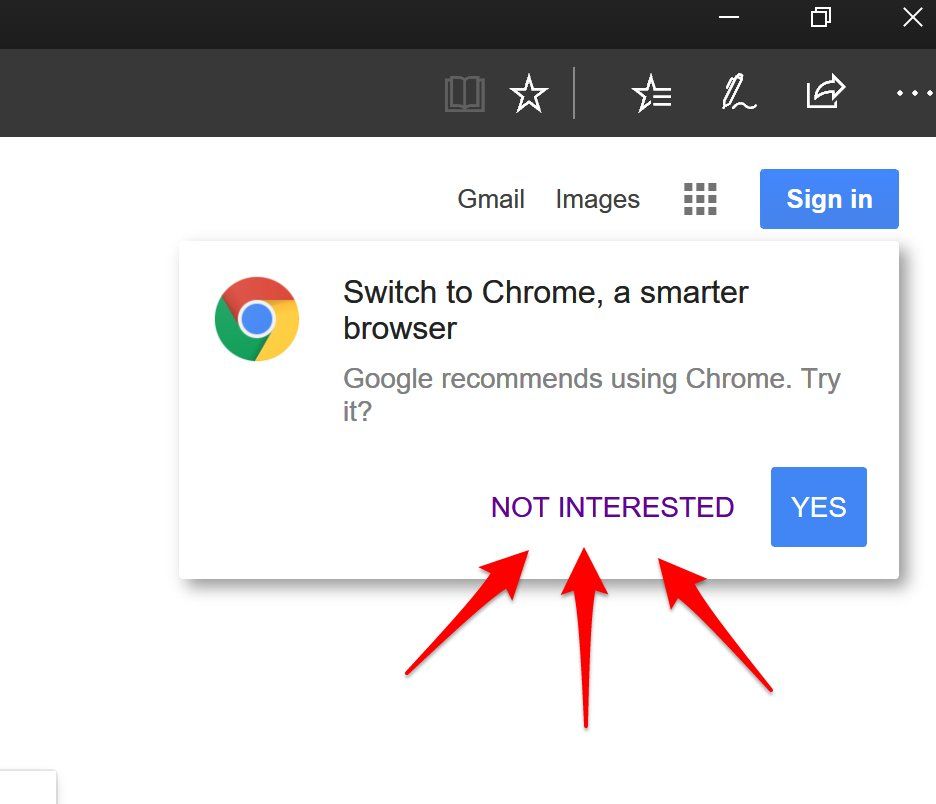 Gmail Images Sign in
Switch to Chrome, a smarter
browser
Google recommends using Chrome. Try
it?
NOT INTERESTED YES